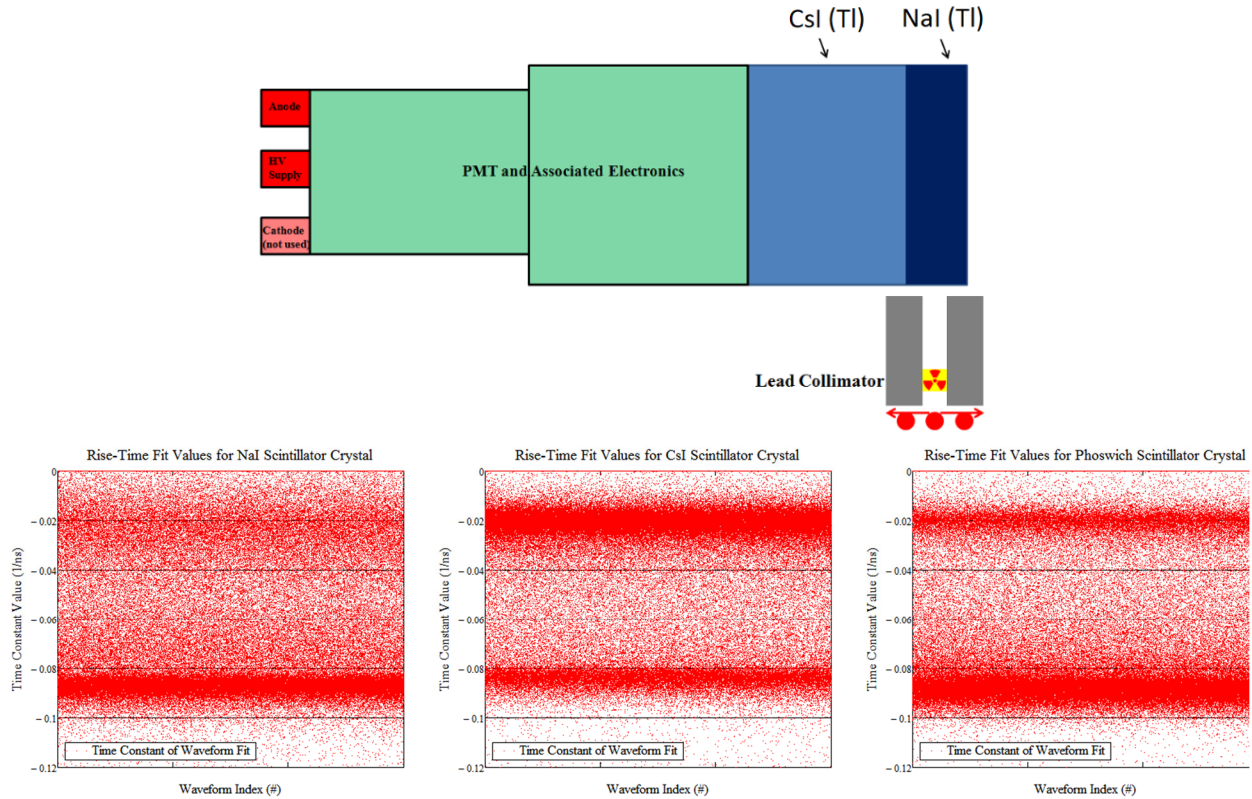 CsI (Tl)
NaI (Tl)
Anode
HV
Supply
Cathode
(not used)
PMT and Associated Electronics
Lead Collimator
Rise-Time Fit Values for NaI Scintillator Crystal
Time Constant Value (1/ns)
0
−0.02
−0.04
−0.06
−0.08
−0.1
−0.12
Time Constant of Waveform Fit
Waveform Index (#)
Rise-Time Fit Values for CsI Scintillator Crystal
Time Constant Value (1/ns)
0
−0.02
−0.04
−0.06
−0.08
−0.1
−0.12
Time Constant of Waveform Fit
Waveform Index (#)
Rise-Time Fit Values for Phoswich Scintillator Crystal
Time Constant Value (1/ns)
0
−0.02
−0.04
−0.06
−0.08
−0.1
−0.12
Time Constant of Waveform Fit
Waveform Index (#)